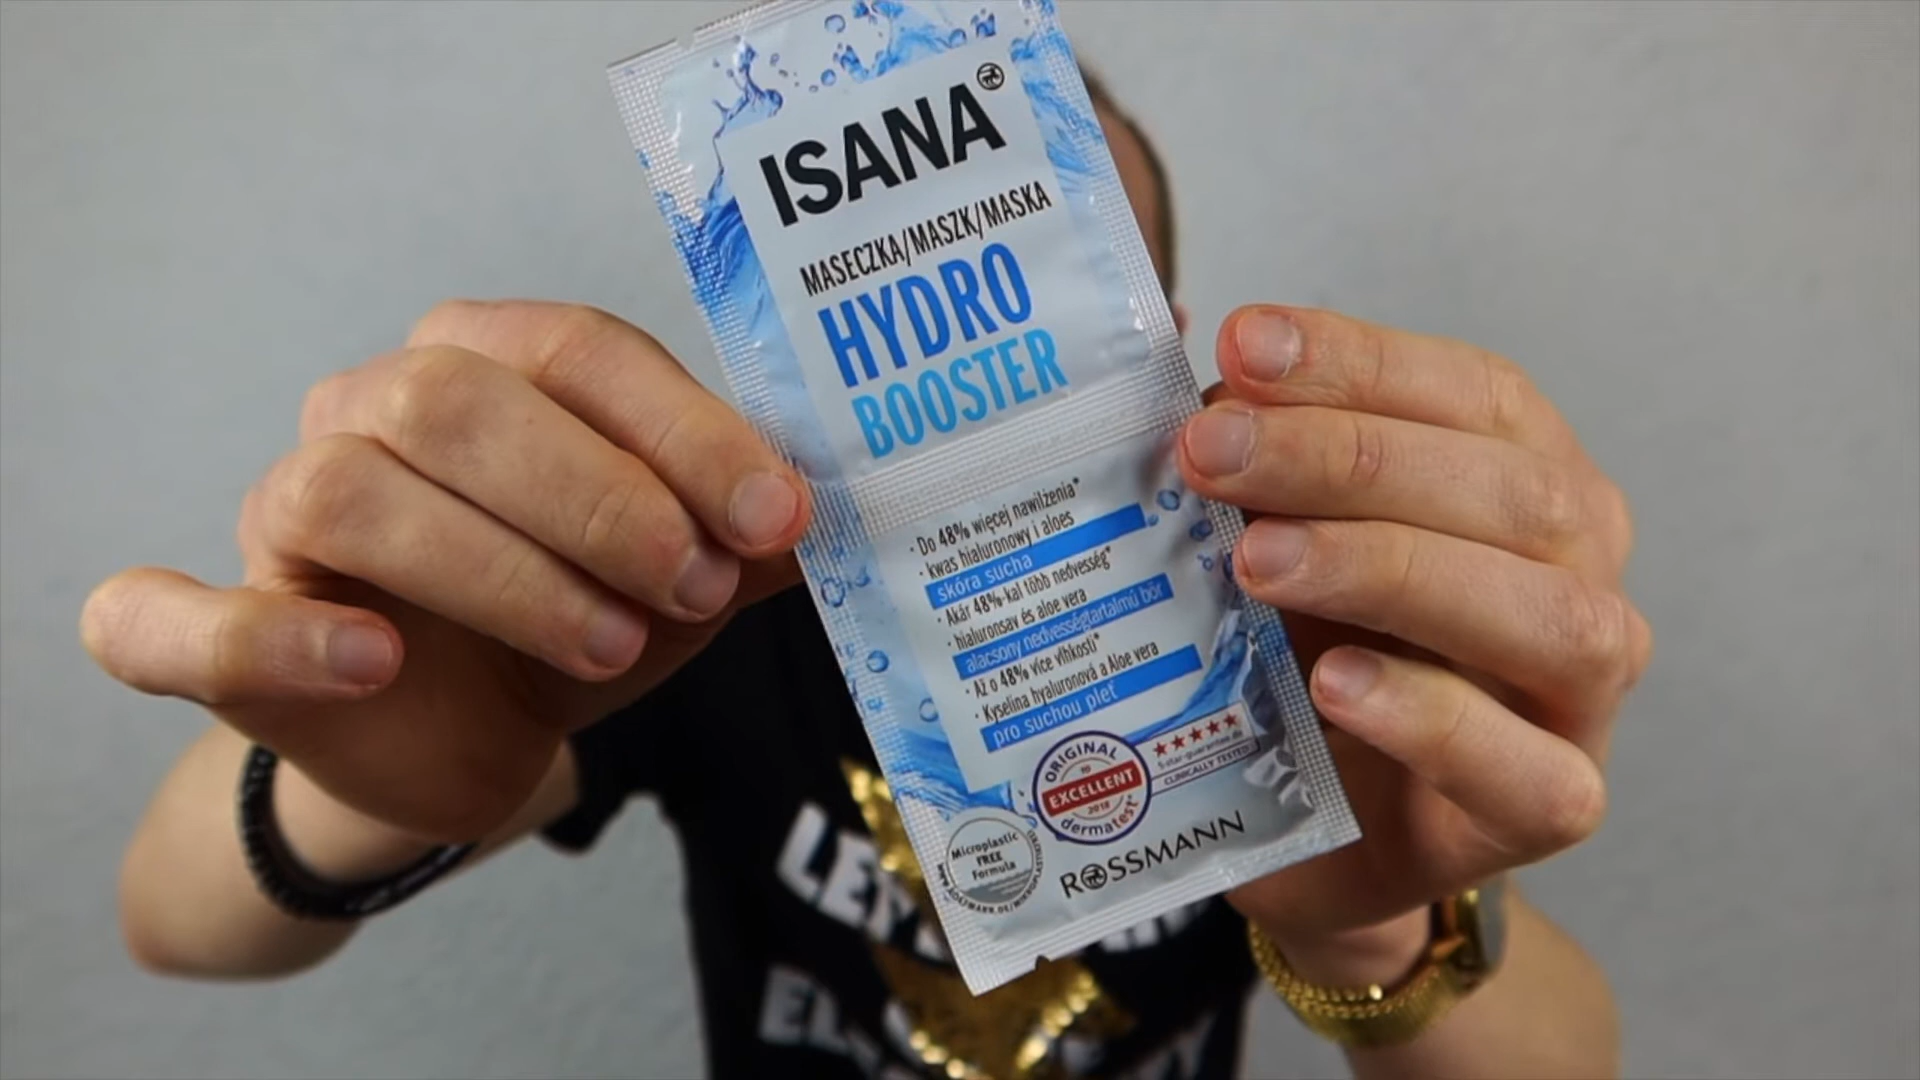 ISANA
MASECZKA/MASZK/MASKA
HYDRO
BOOSTER
· Do 48% więcej nawilżenia*
· kwas hialuronowy i aloes
skóra sucha
· Akár 48%-kal több nedvesség*
· hialuronsav és aloe vera
alacsony nedvességtartalmú bőr
· Až o 48% více vlhkosti*
· Kyselina hyaluronová a Aloe vera
pro suchou pleť
ORIGINAL
EXCELLENT
2018
dermatest®
★★★★★
5-star-guarantee.de
CLINICALLY TESTED
Microplastic
FREE
Formula
ROSSMANN